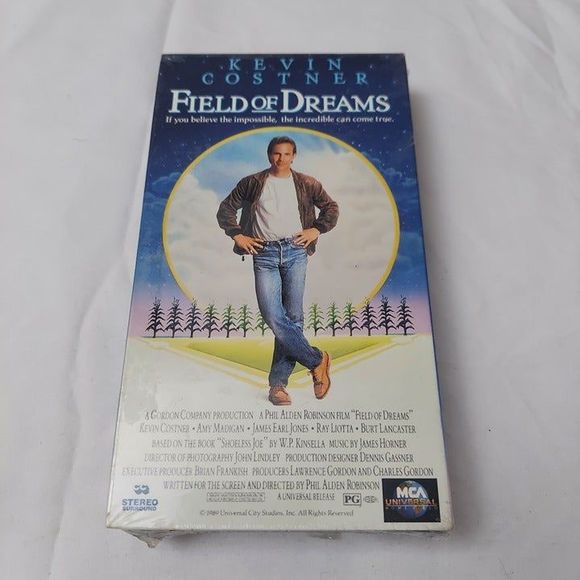 KEVIN
COSTNER
FIELD OF DREAMS
If you believe the impossible, the incredible can come true.
A GORDON COMPANY PRODUCTION A PHIL ALDEN ROBINSON FILM "FIELD OF DREAMS"
KEVIN COSTNER • AMY MADIGAN • JAMES EARL JONES • RAY LIOTTA • BURT LANCASTER
BASED ON THE BOOK "SHOELESS JOE" BY W.P. KINSELLA MUSIC BY JAMES HORNER
DIRECTOR OF PHOTOGRAPHY JOHN LINDLEY PRODUCTION DESIGNER DENNIS GASSNER
EXECUTIVE PRODUCER BRIAN FRANKISH PRODUCERS LAWRENCE GORDON AND CHARLES GORDON
WRITTEN FOR THE SCREEN AND DIRECTED BY PHIL ALDEN ROBINSON
STEREO
SURROUND
A UNIVERSAL RELEASE
PG
© 1989 Universal City Studios, Inc. All Rights Reserved
MCA
UNIVERSAL
HOME VIDEO